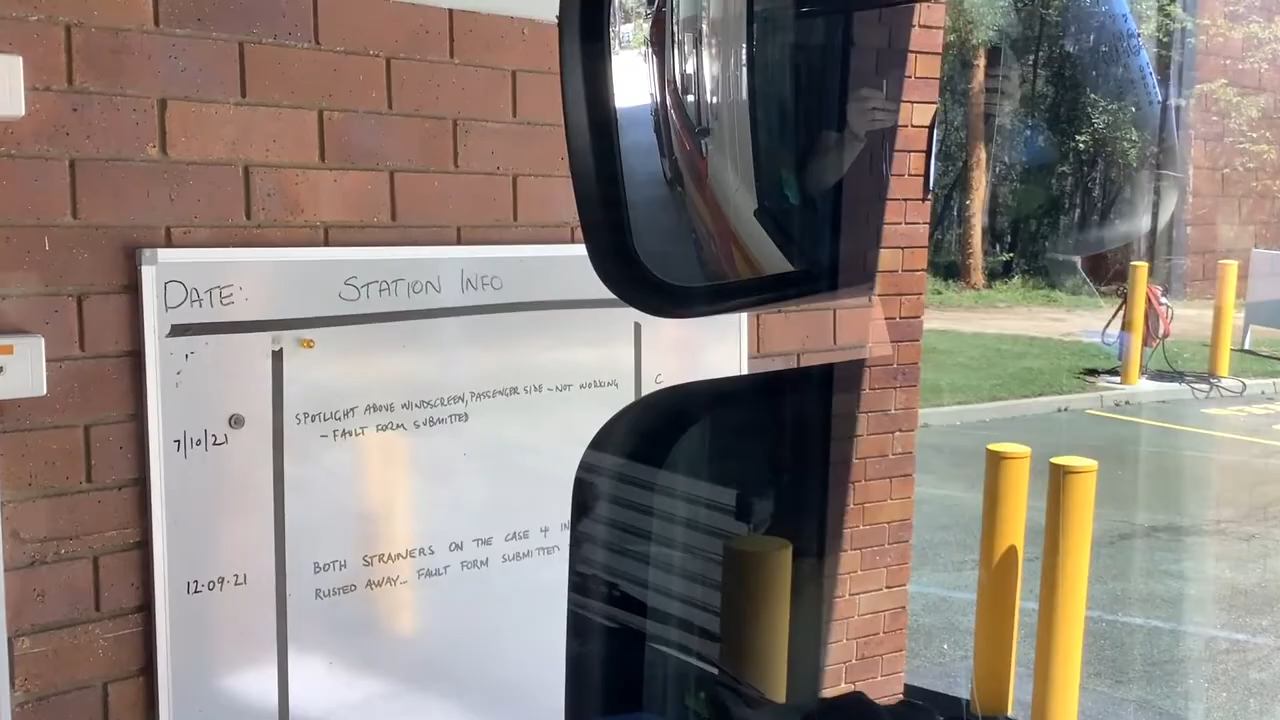 DATE: STATION INFO
SPOTLIGHT ABOVE WINDSCREEN, PASSENGER SIDE - NOT WORKING
7/10/21 - FAULT FORM SUBMITTED
BOTH STRAINERS ON THE CASE 4 IN
12.09.21 RUSTED AWAY... FAULT FORM SUBMITTED